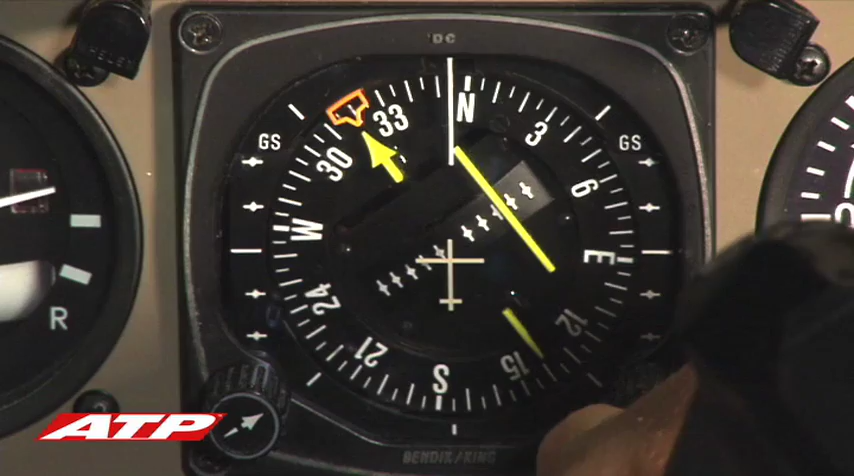 DC
GS
GS
N
3
6
E
12
15
S
21
24
W
30
33
R
BENDIX/KING
ATP